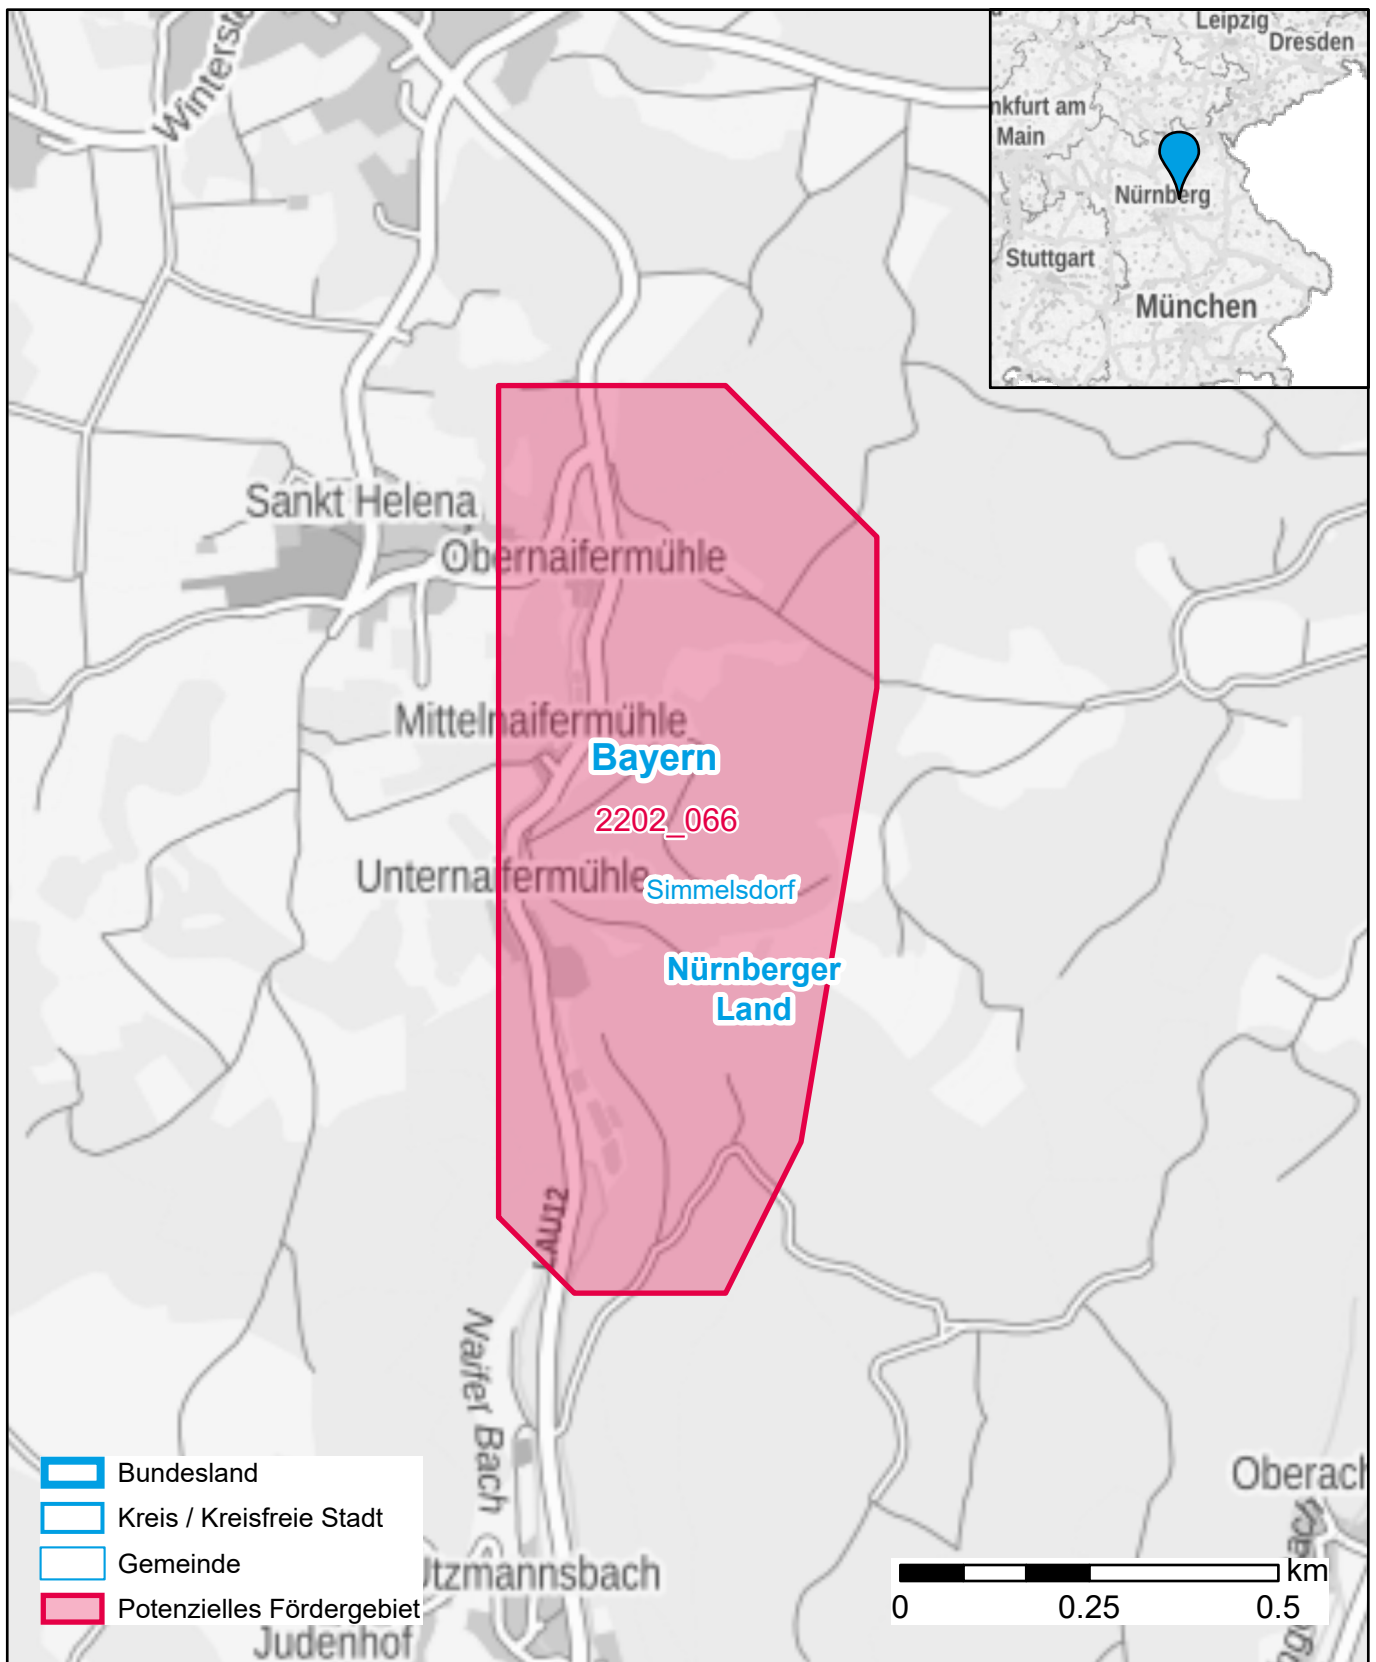 Leipzig
Dresden
nkfurt am
Main
Nürnberg
Stuttgart
München
Sankt Helena
Obernaifermühle
Mittelnaifermühle
Bayern
2202_066
Unternaifermühle
Simmelsdorf
Nürnberger
Land
LAU12
Naifer Bach
Utzmannsbach
Judenhof
Oberach
Bundesland
Kreis / Kreisfreie Stadt
Gemeinde
Potenzielles Fördergebiet
km
0 0.25 0.5